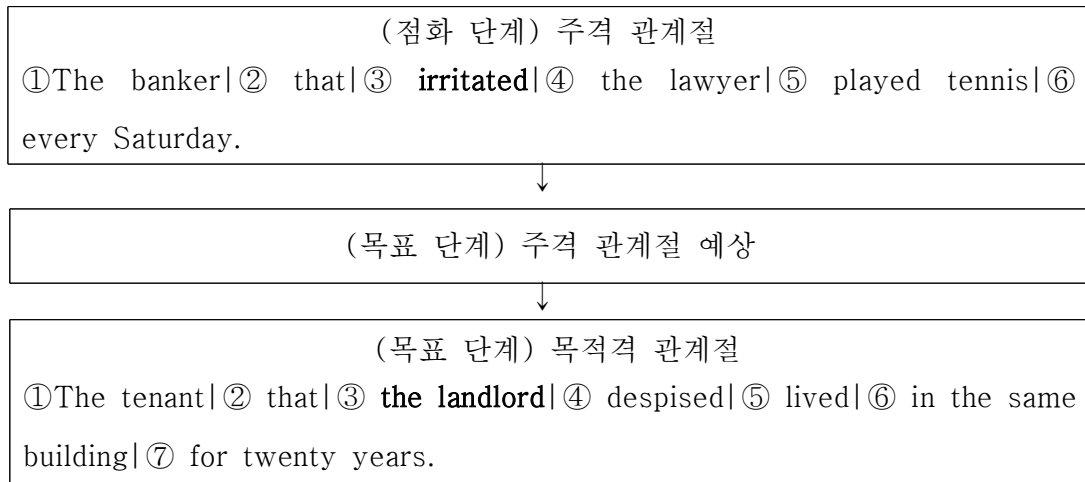 (점화 단계) 주격 관계절
①The banker|② that|③ irritated|④ the lawyer|⑤ played tennis|⑥
every Saturday.
↓
(목표 단계) 주격 관계절 예상
↓
(목표 단계) 목적격 관계절
①The tenant|② that|③ the landlord|④ despised|⑤ lived|⑥ in the same
building|⑦ for twenty years.